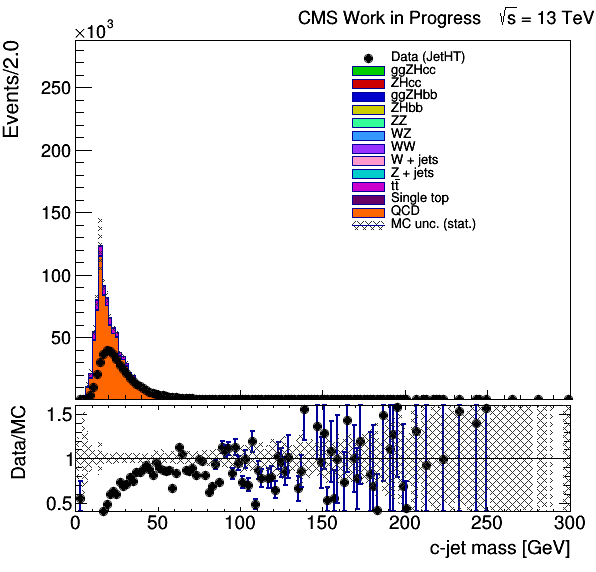 CMS Work in Progress √s = 13 TeV
×10³
Events/2.0
250
200
150
100
50
Data (JetHT)
ggZHcc
ZHcc
ggZHbb
ZHbb
ZZ
WZ
WW
W + jets
Z + jets
tt̄
Single top
QCD
MC unc. (stat.)
Data/MC
1.5
1
0.5
0 50 100 150 200 250 300
c-jet mass [GeV]